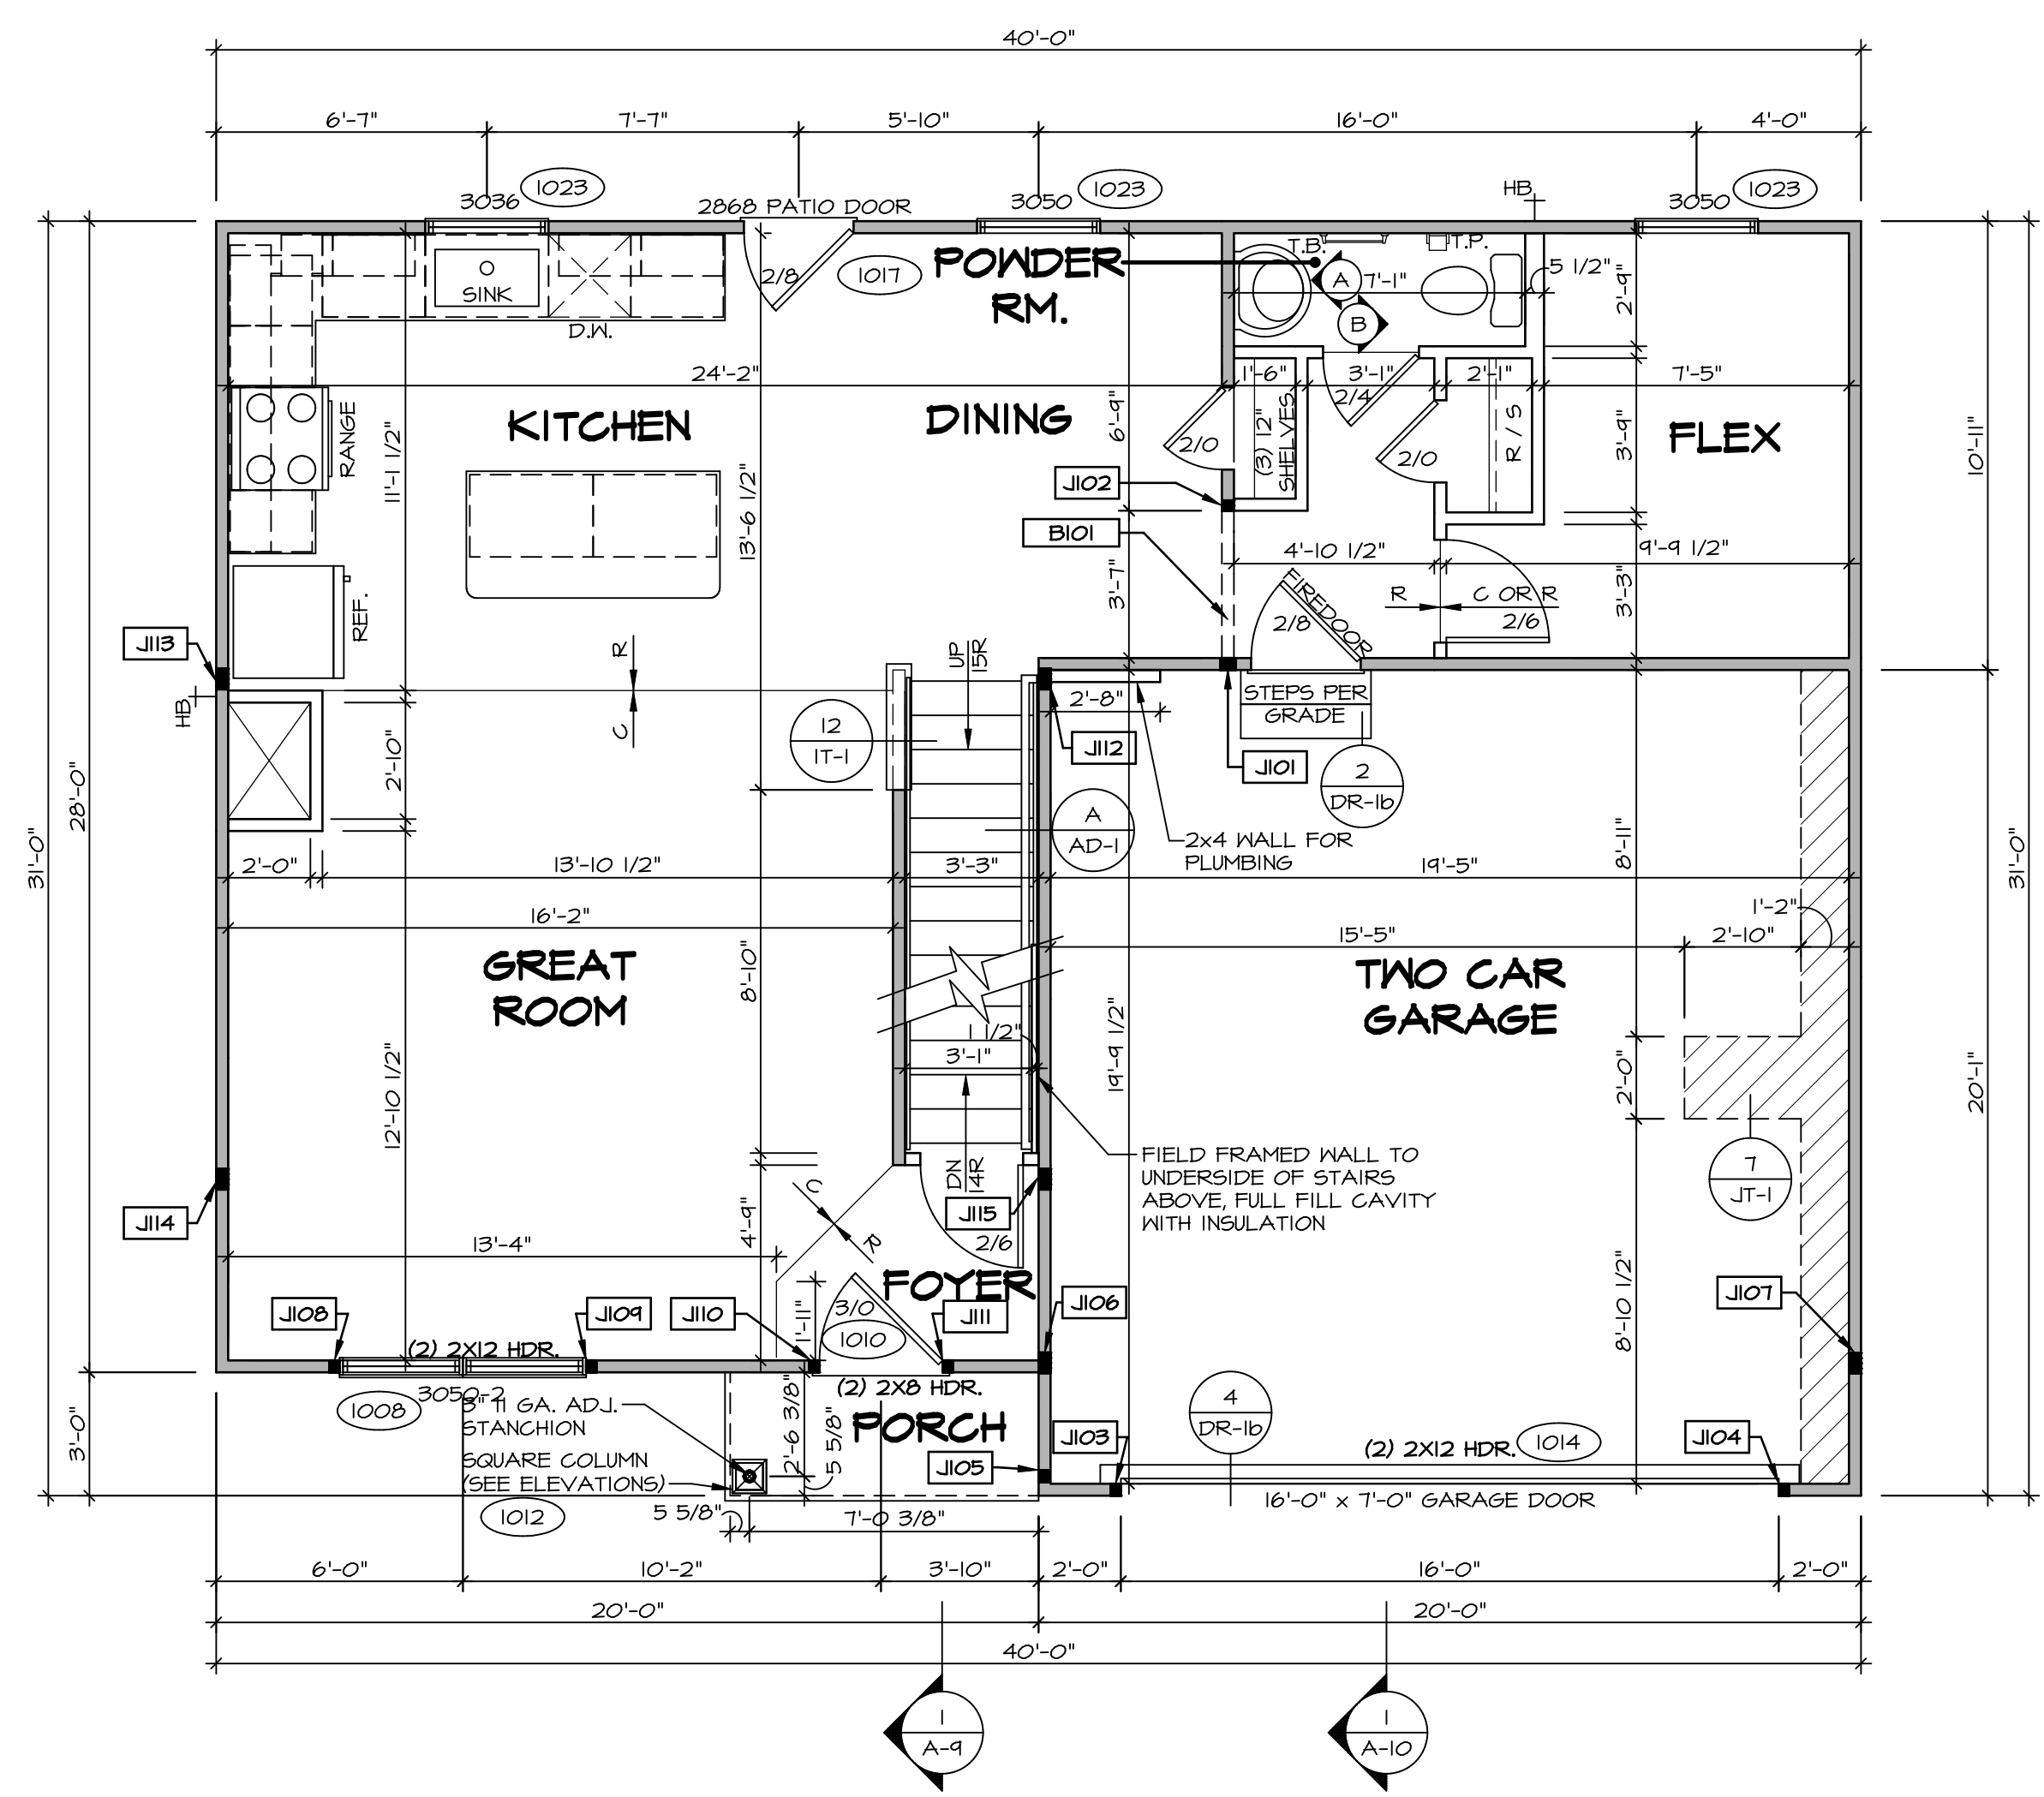 40'-0"
6'-7"
7'-7"
5'-10"
16'-0"
4'-0"
3036
1023
2868 PATIO DOOR
3050
1023
HB
3050
1023
SINK
D.W.
2/8
1017
POWDER
RM.
T.B.
T.P.
A
7'-1"
B
5 1/2"
2'-9"
24'-2"
1'-6"
3'-1"
2'-1"
7'-5"
KITCHEN
DINING
FLEX
RANGE
11'-1 1/2"
13'-6 1/2"
6'-9"
2/0
(3) 12"
SHELVES
2/4
2/0
R / S
3'-9"
10'-11"
J102
B101
3'-7"
4'-10 1/2"
9'-9 1/2"
FIREDOOR
2/8
R
C OR R
2/6
3'-3"
REF.
J113
HB
R
C
UP
15R
2'-8"
STEPS PER
GRADE
J112
J101
12
1T-1
2
DR-1b
A
AD-1
2x4 WALL FOR
PLUMBING
2'-10"
8'-11"
31'-0"
28'-0"
31'-0"
2'-0"
13'-10 1/2"
3'-3"
19'-5"
16'-2"
15'-5"
2'-10"
1'-2"
GREAT
ROOM
8'-10"
TWO CAR
GARAGE
12'-10 1/2"
1 1/2"
3'-1"
19'-9 1/2"
2'-0"
20'-1"
DN
14R
FIELD FRAMED WALL TO
UNDERSIDE OF STAIRS
ABOVE, FULL FILL CAVITY
WITH INSULATION
7
JT-1
J114
J115
C
R
4'-9"
2/6
13'-4"
FOYER
8'-10 1/2"
J108
J109
J110
1'-11"
3/0
1010
J111
J106
J107
(2) 2X12 HDR.
3050-2
1008
3" 11 GA. ADJ.
STANCHION
SQUARE COLUMN
(SEE ELEVATIONS)
1012
(2) 2X8 HDR.
PORCH
2'-6 3/8"
5 5/8"
J105
J103
4
DR-1b
(2) 2X12 HDR.
1014
J104
16'-0" x 7'-0" GARAGE DOOR
3'-0"
5 5/8"
7'-0 3/8"
6'-0"
10'-2"
3'-10"
2'-0"
16'-0"
2'-0"
20'-0"
20'-0"
40'-0"
1
A-9
1
A-10